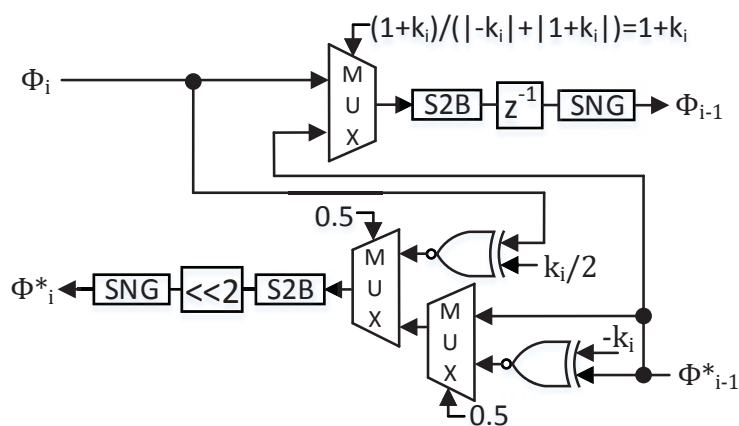 (1+kᵢ)/(|-kᵢ|+|1+kᵢ|)=1+kᵢ
Φᵢ
M
U
X
S2B
z⁻¹
SNG
Φᵢ₋₁
0.5
M
U
X
kᵢ/2
Φ*ᵢ
SNG
<<2
S2B
M
U
X
-kᵢ
Φ*ᵢ₋₁
0.5